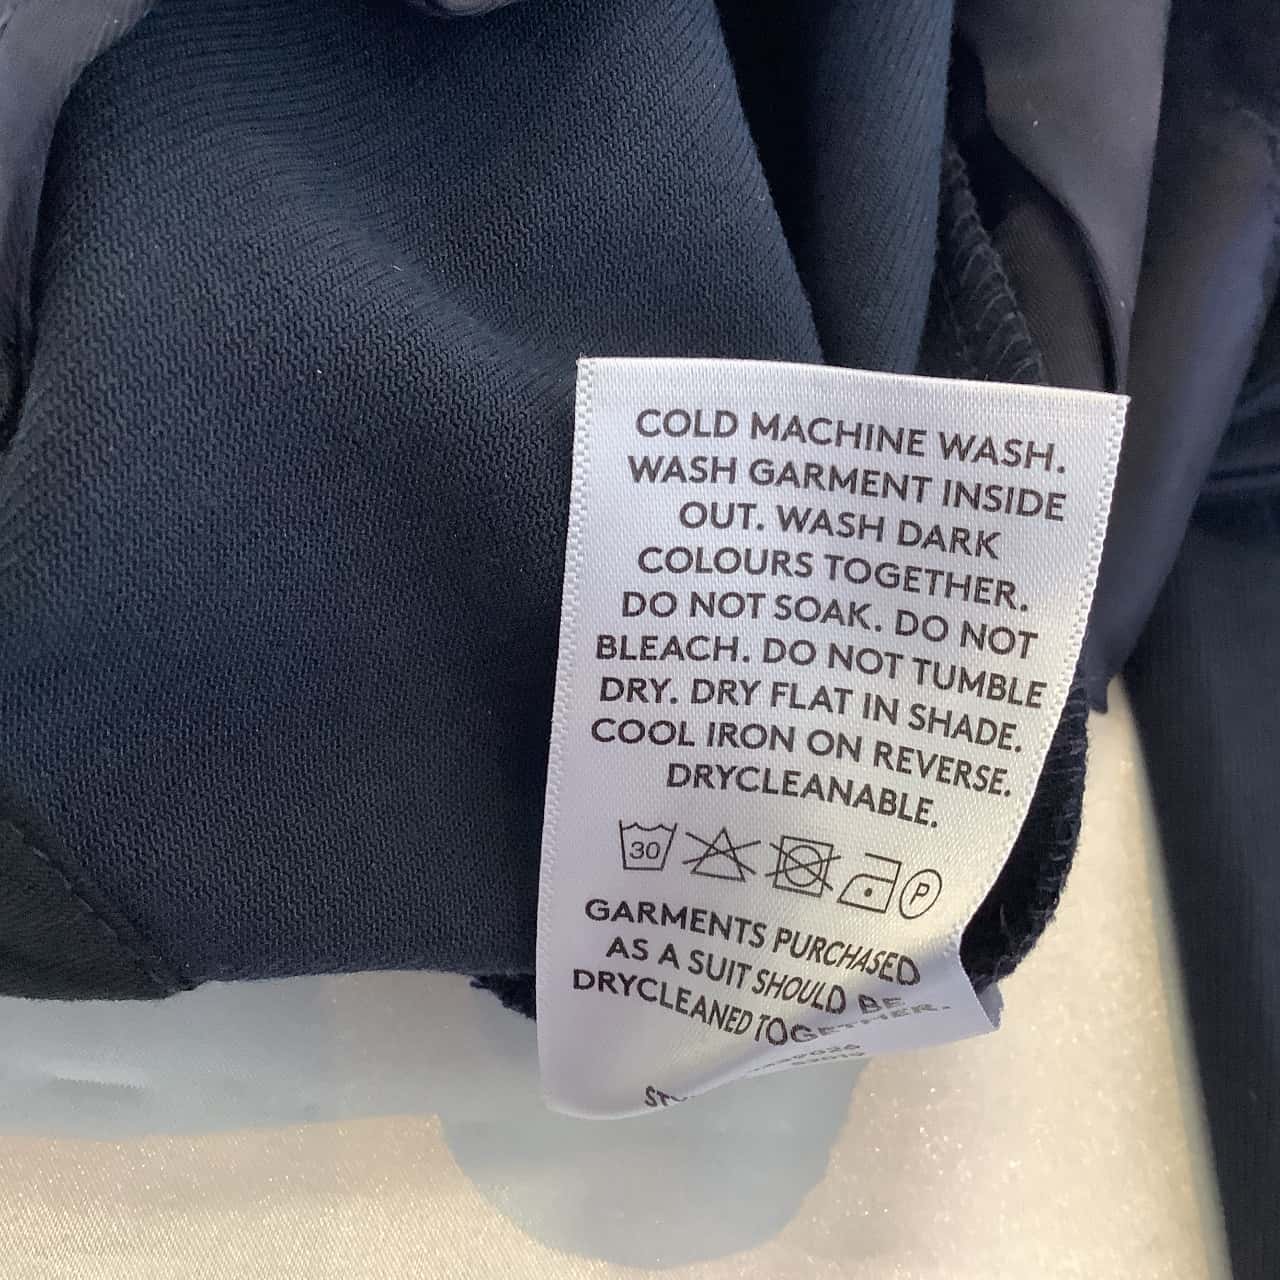 COLD MACHINE WASH.
WASH GARMENT INSIDE
OUT. WASH DARK
COLOURS TOGETHER.
DO NOT SOAK. DO NOT
BLEACH. DO NOT TUMBLE
DRY. DRY FLAT IN SHADE.
COOL IRON ON REVERSE.
DRYCLEANABLE.
30
P
GARMENTS PURCHASED
AS A SUIT SHOULD BE
DRYCLEANED TOGETHER.